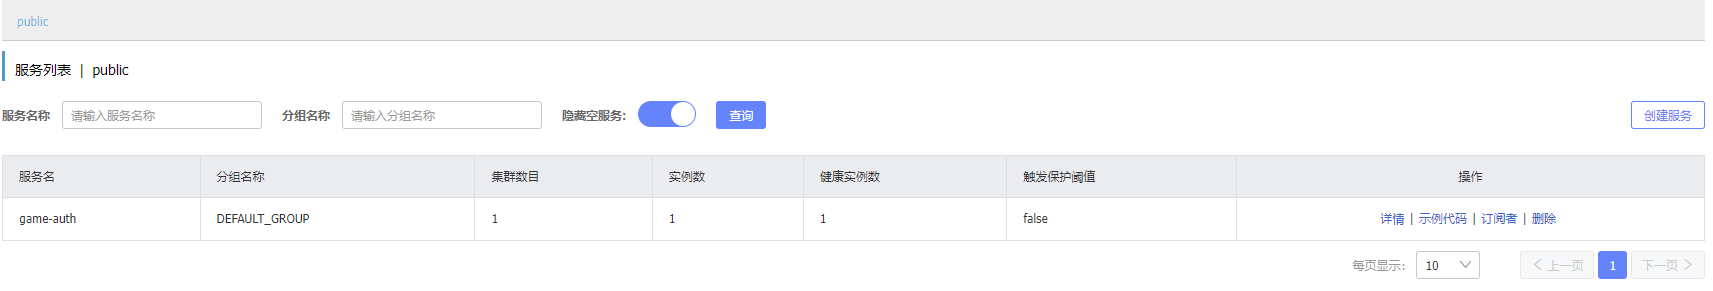 public
服务列表 | public
服务名称 请输入服务名称 分组名称 请输入分组名称 隐藏空服务: 查询 创建服务
服务名 分组名称 集群数目 实例数 健康实例数 触发保护阈值 操作
game-auth DEFAULT_GROUP 1 1 1 false 详情 | 示例代码 | 订阅者 | 删除
每页显示: 10 上一页 1 下一页